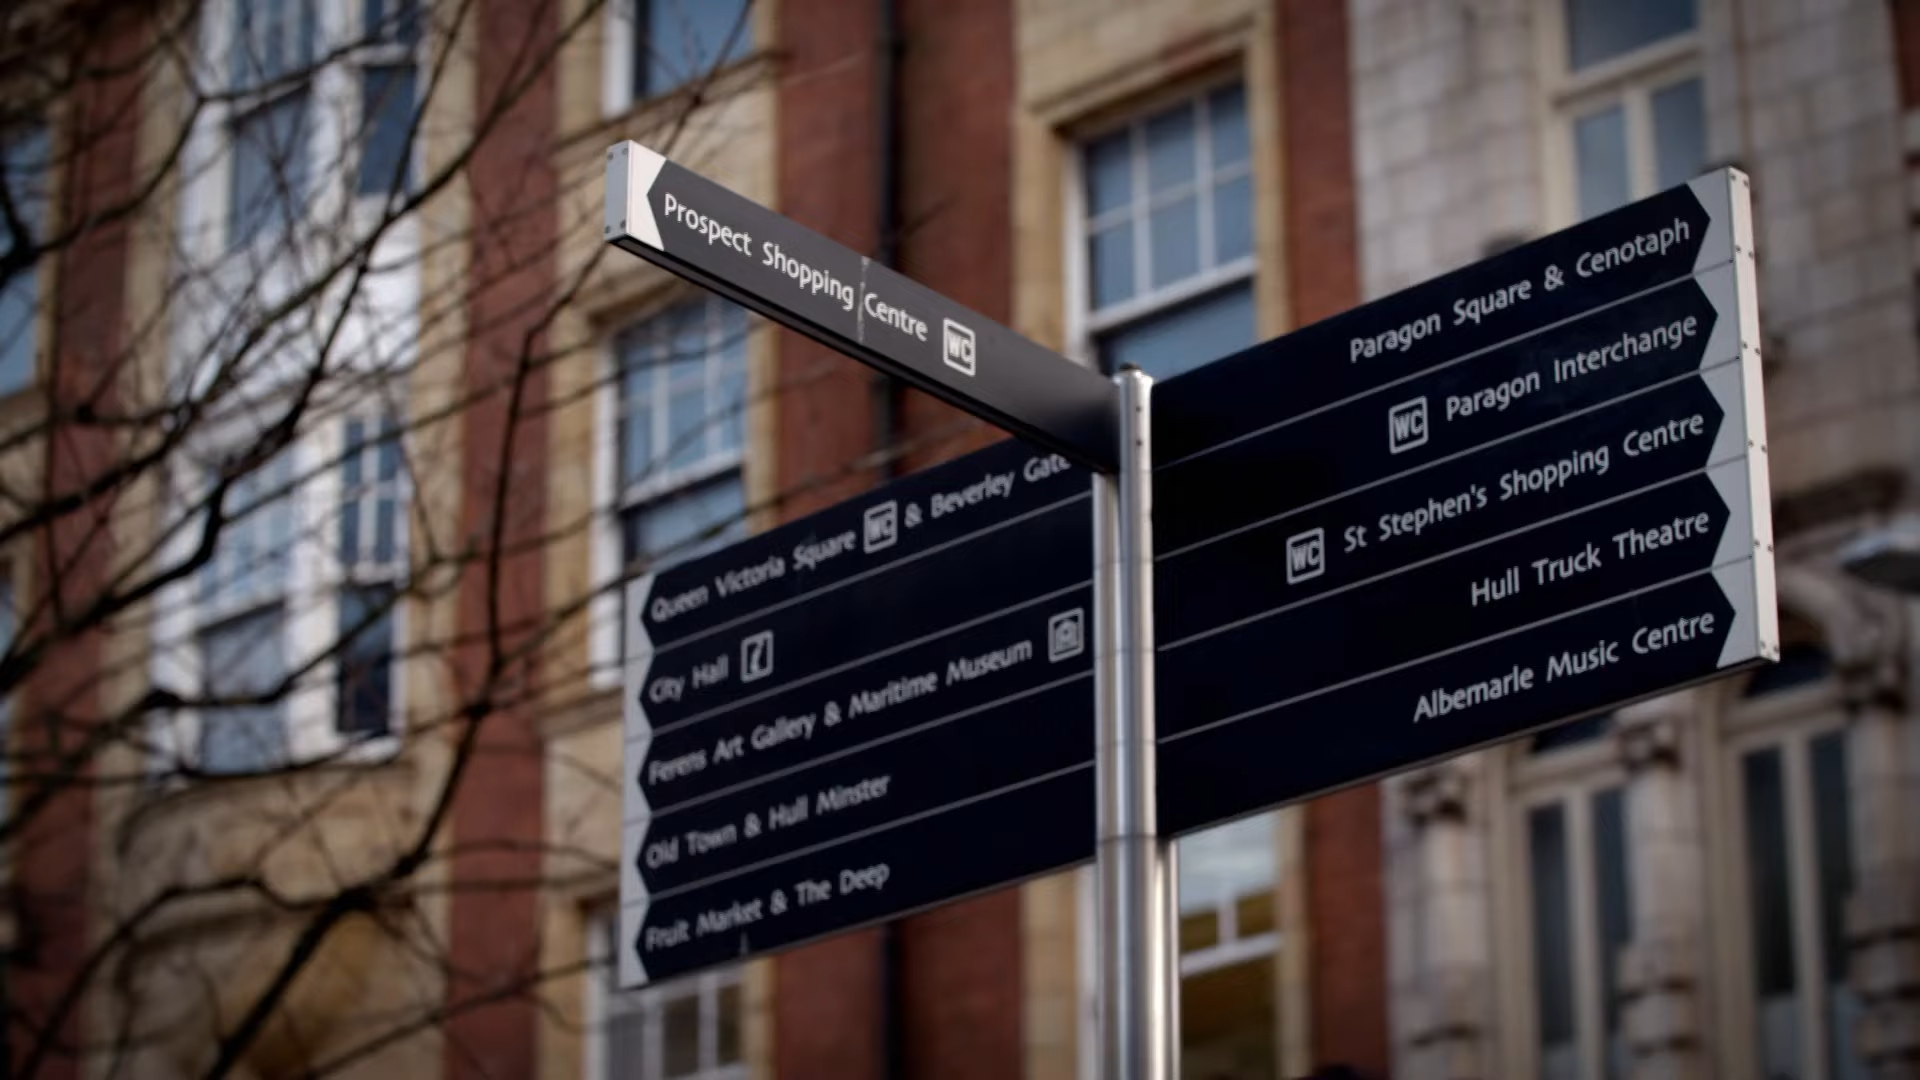 Prospect Shopping Centre WC
Queen Victoria Square WC & Beverley Gate
City Hall i
Ferens Art Gallery & Maritime Museum
Old Town & Hull Minster
Fruit Market & The Deep
Paragon Square & Cenotaph
WC Paragon Interchange
WC St Stephen's Shopping Centre
Hull Truck Theatre
Albemarle Music Centre